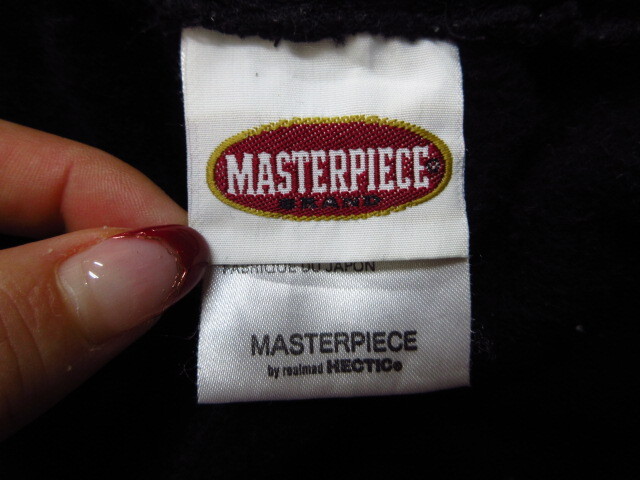 MASTERPIECE®
BRAND
FABRIQUE DU JAPON
MASTERPIECE
by realmad HECTIC®